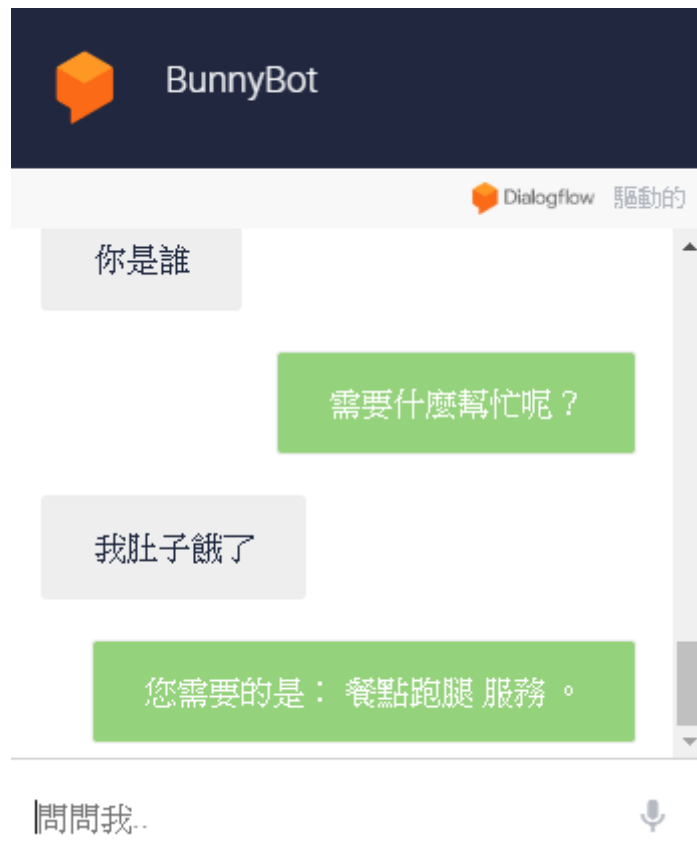 BunnyBot
Dialogflow 驅動的
你是誰
需要什麼幫忙呢？
我肚子餓了
您需要的是： 餐點跑腿 服務 。
問問我..